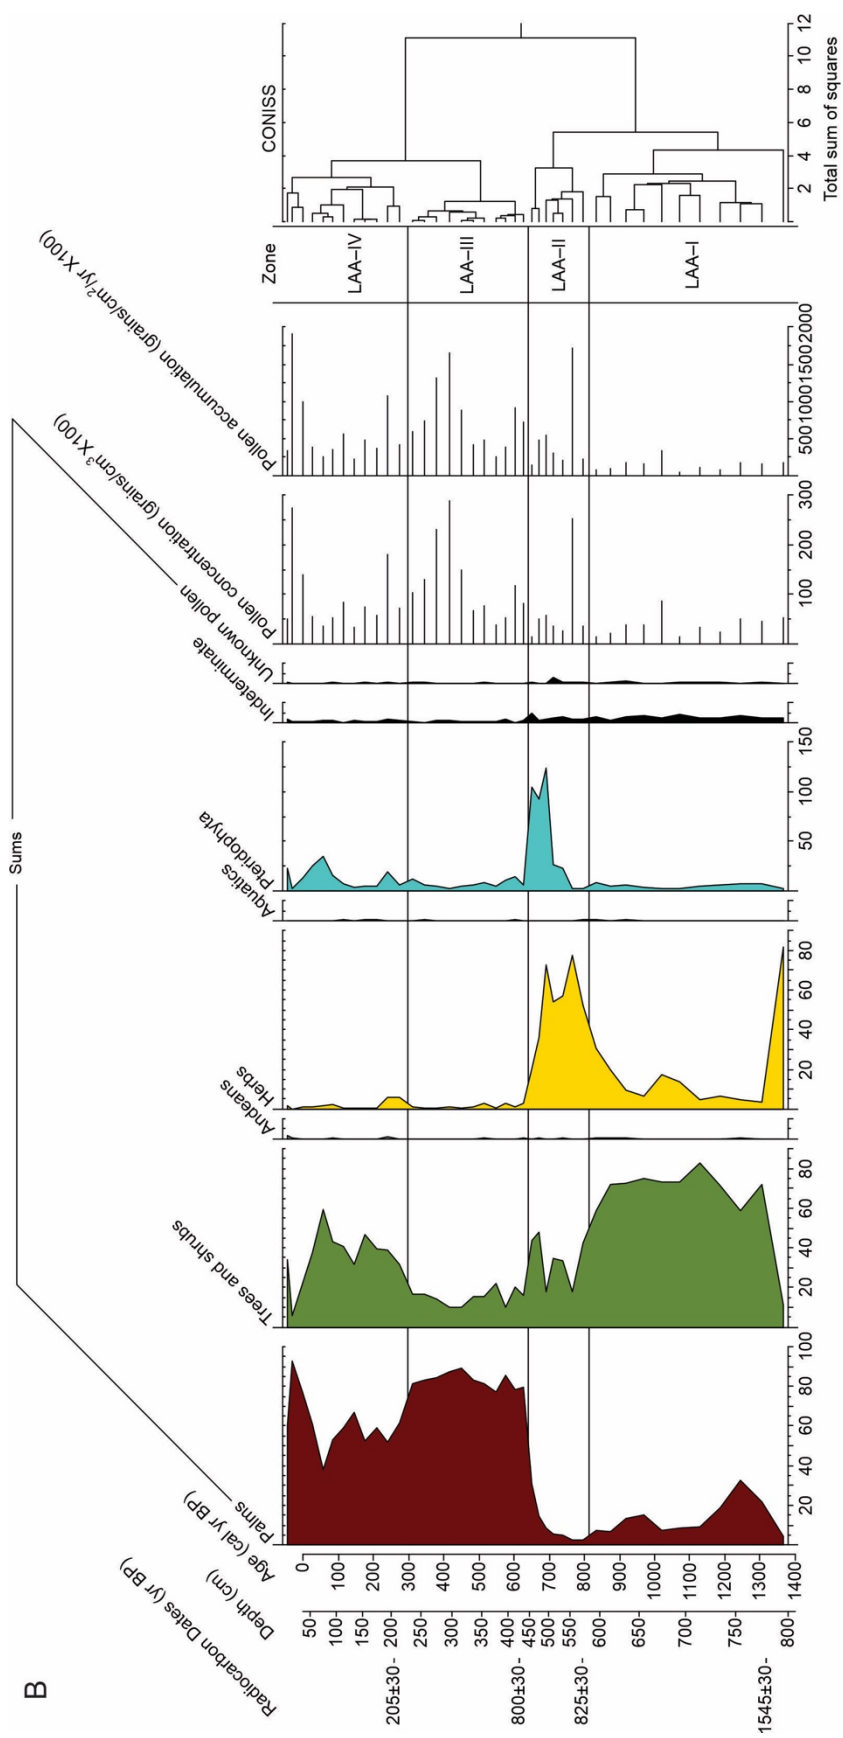 B
Sums
Radiocarbon Dates (yr BP)
Depth (cm)
Age (cal yr BP)
Palms
Trees and shrubs
Andeans
Herbs
Aquatics
Pteridophyta
Indeterminate
Unknown pollen
Pollen concentration (grains/cm³ X100)
Pollen accumulation (grains/cm²/yr X100)
Zone
CONISS
205±30-
800±30-
825±30-
1545±30-
50
100
150
200
250
300
350
400
450
500
550
600
650
700
750
800
0
100
200
300
400
500
600
700
800
900
1000
1100
1200
1300
1400
LAA–IV
LAA–III
LAA–II
LAA–I
20 40 60 80 100
20 40 60 80
20 40 60 80
50 100 150
100 200 300
500 1000 1500 2000
2 4 6 8 10 12
Total sum of squares